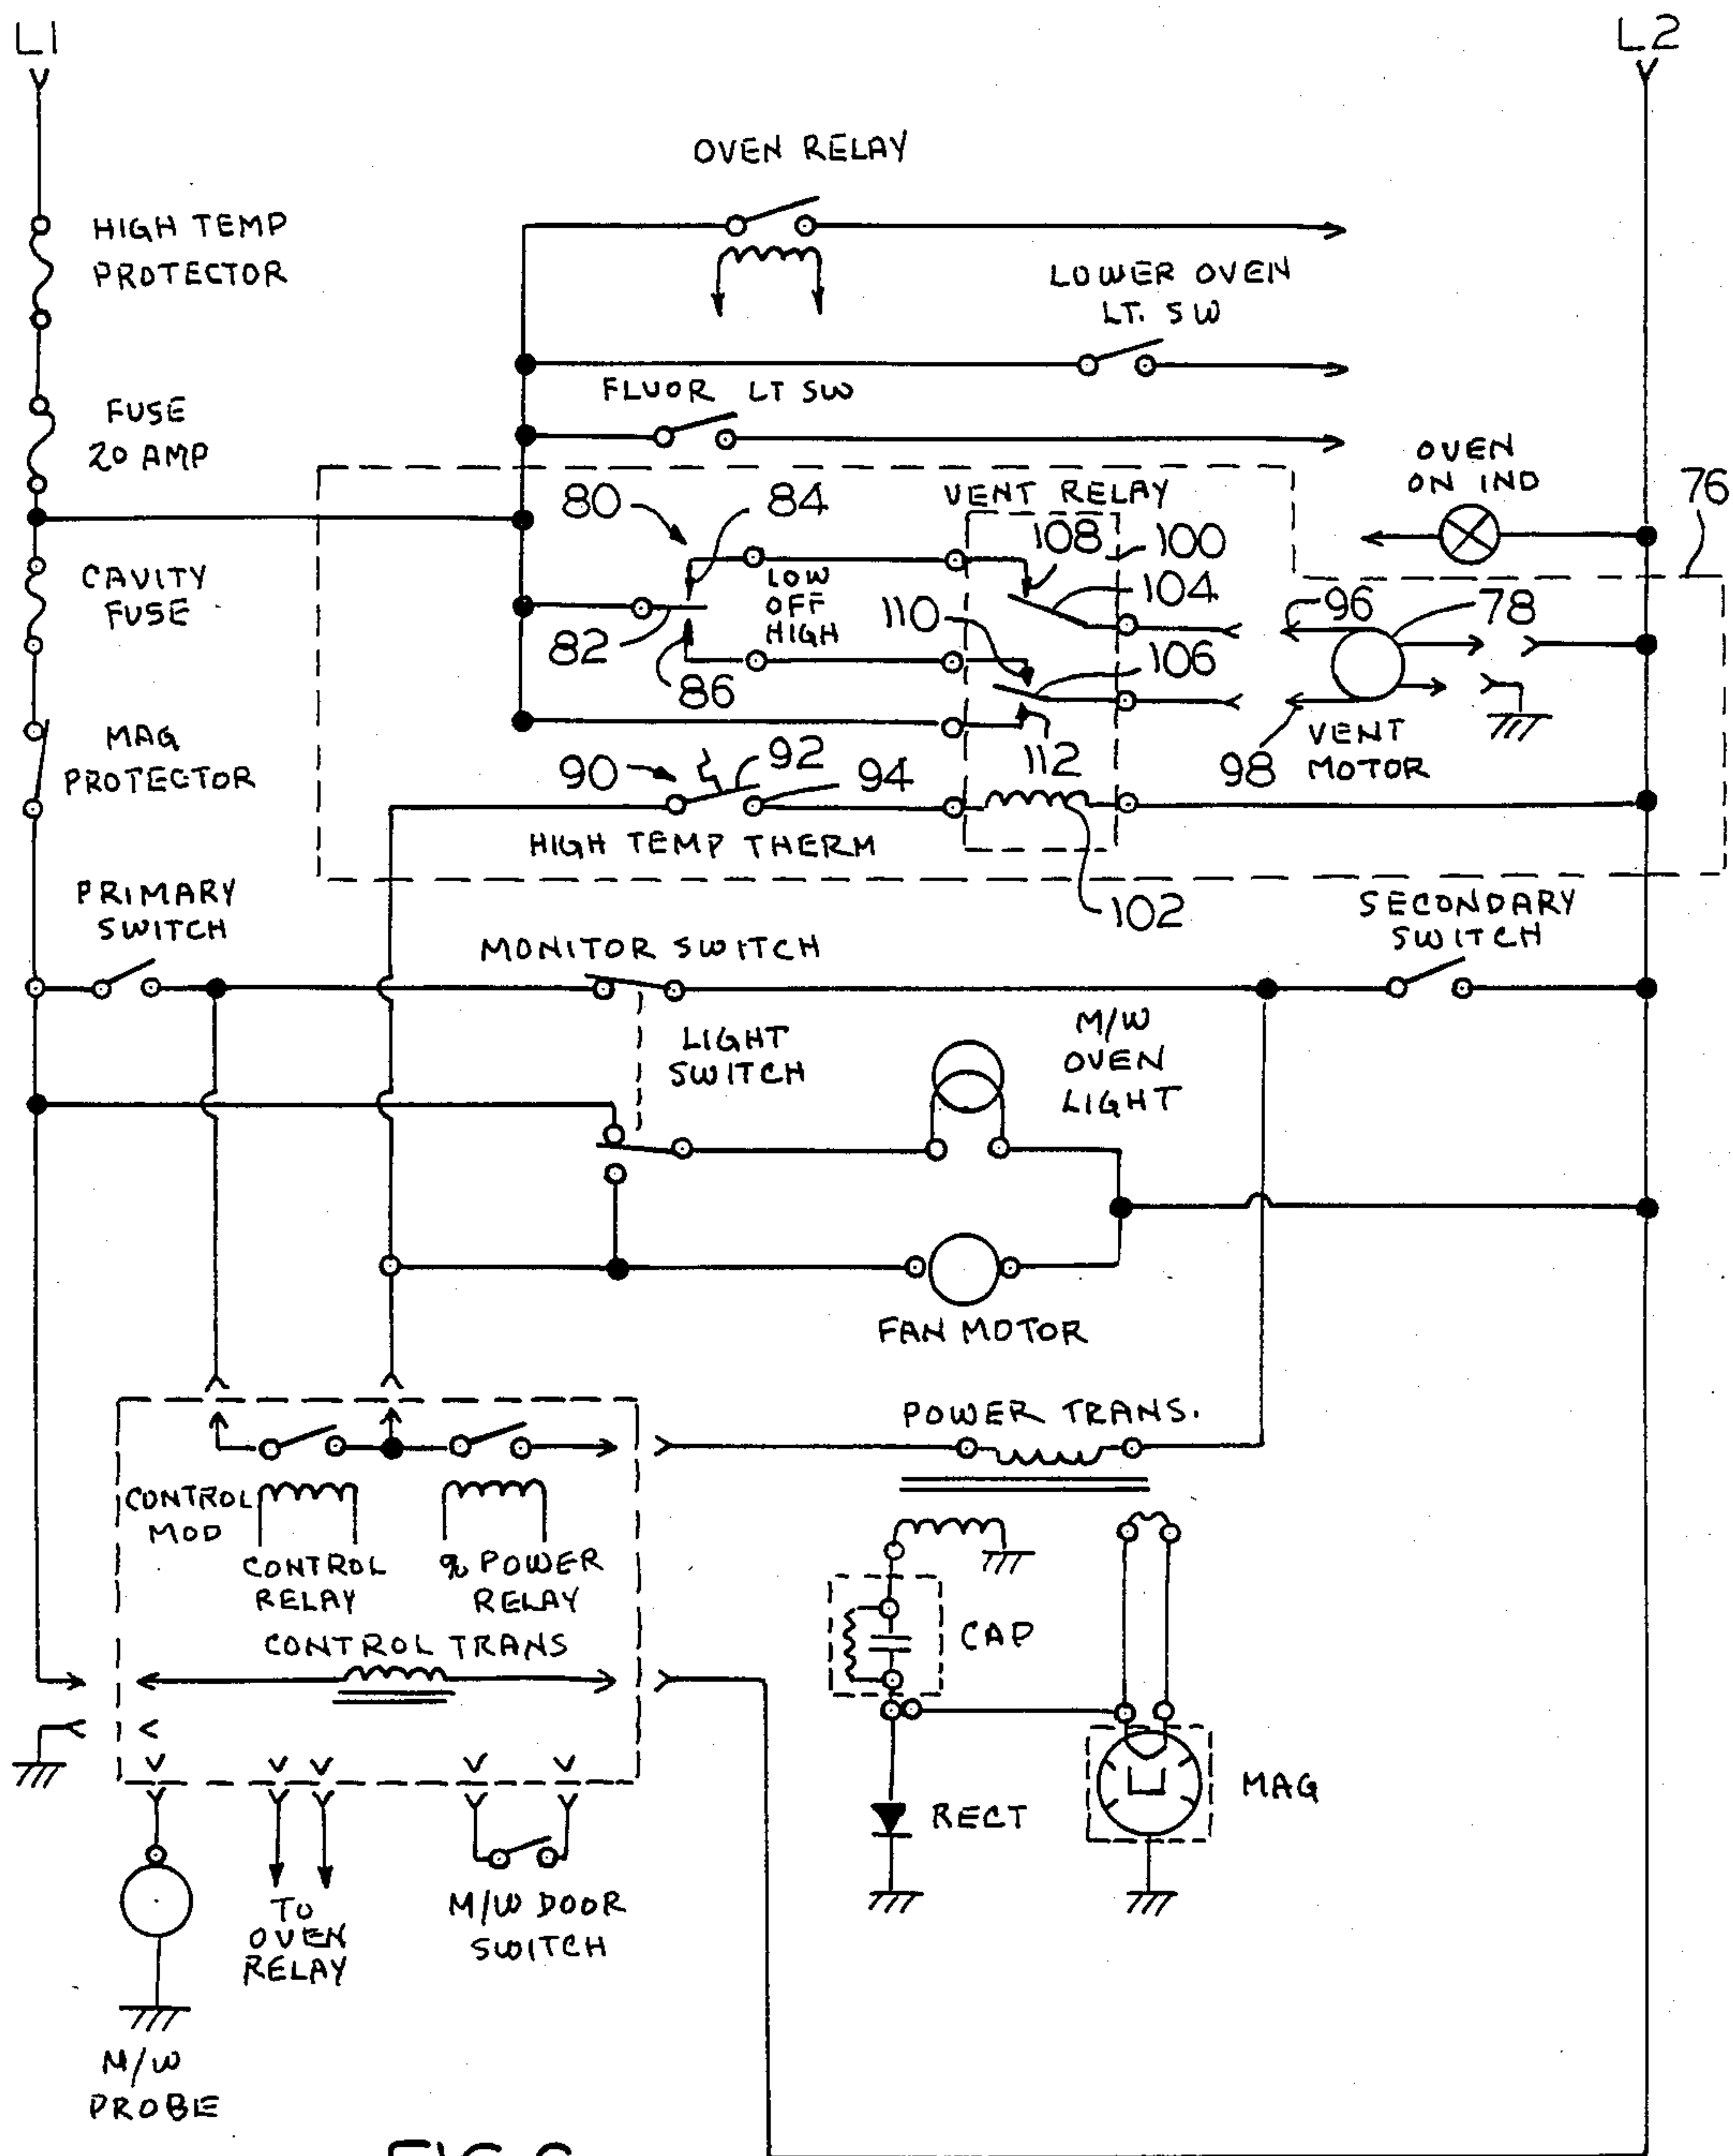 L1
L2
OVEN RELAY
HIGH TEMP
PROTECTOR
LOWER OVEN
LT. SW
FLUOR LT SW
FUSE
20 AMP
OVEN
ON IND
76
80
84
VENT RELAY
108
100
CAVITY
FUSE
LOW
OFF
HIGH
104
110
96
78
82
86
106
MAG
PROTECTOR
VENT
MOTOR
98
90
92
94
112
HIGH TEMP THERM
102
PRIMARY
SWITCH
MONITOR SWITCH
SECONDARY
SWITCH
LIGHT
SWITCH
M/W
OVEN
LIGHT
FAN MOTOR
POWER TRANS.
CONTROL
MOD
CONTROL
RELAY
% POWER
RELAY
CONTROL TRANS
CAP
RECT
MAG
TO
OVEN
RELAY
M/W DOOR
SWITCH
M/W
PROBE